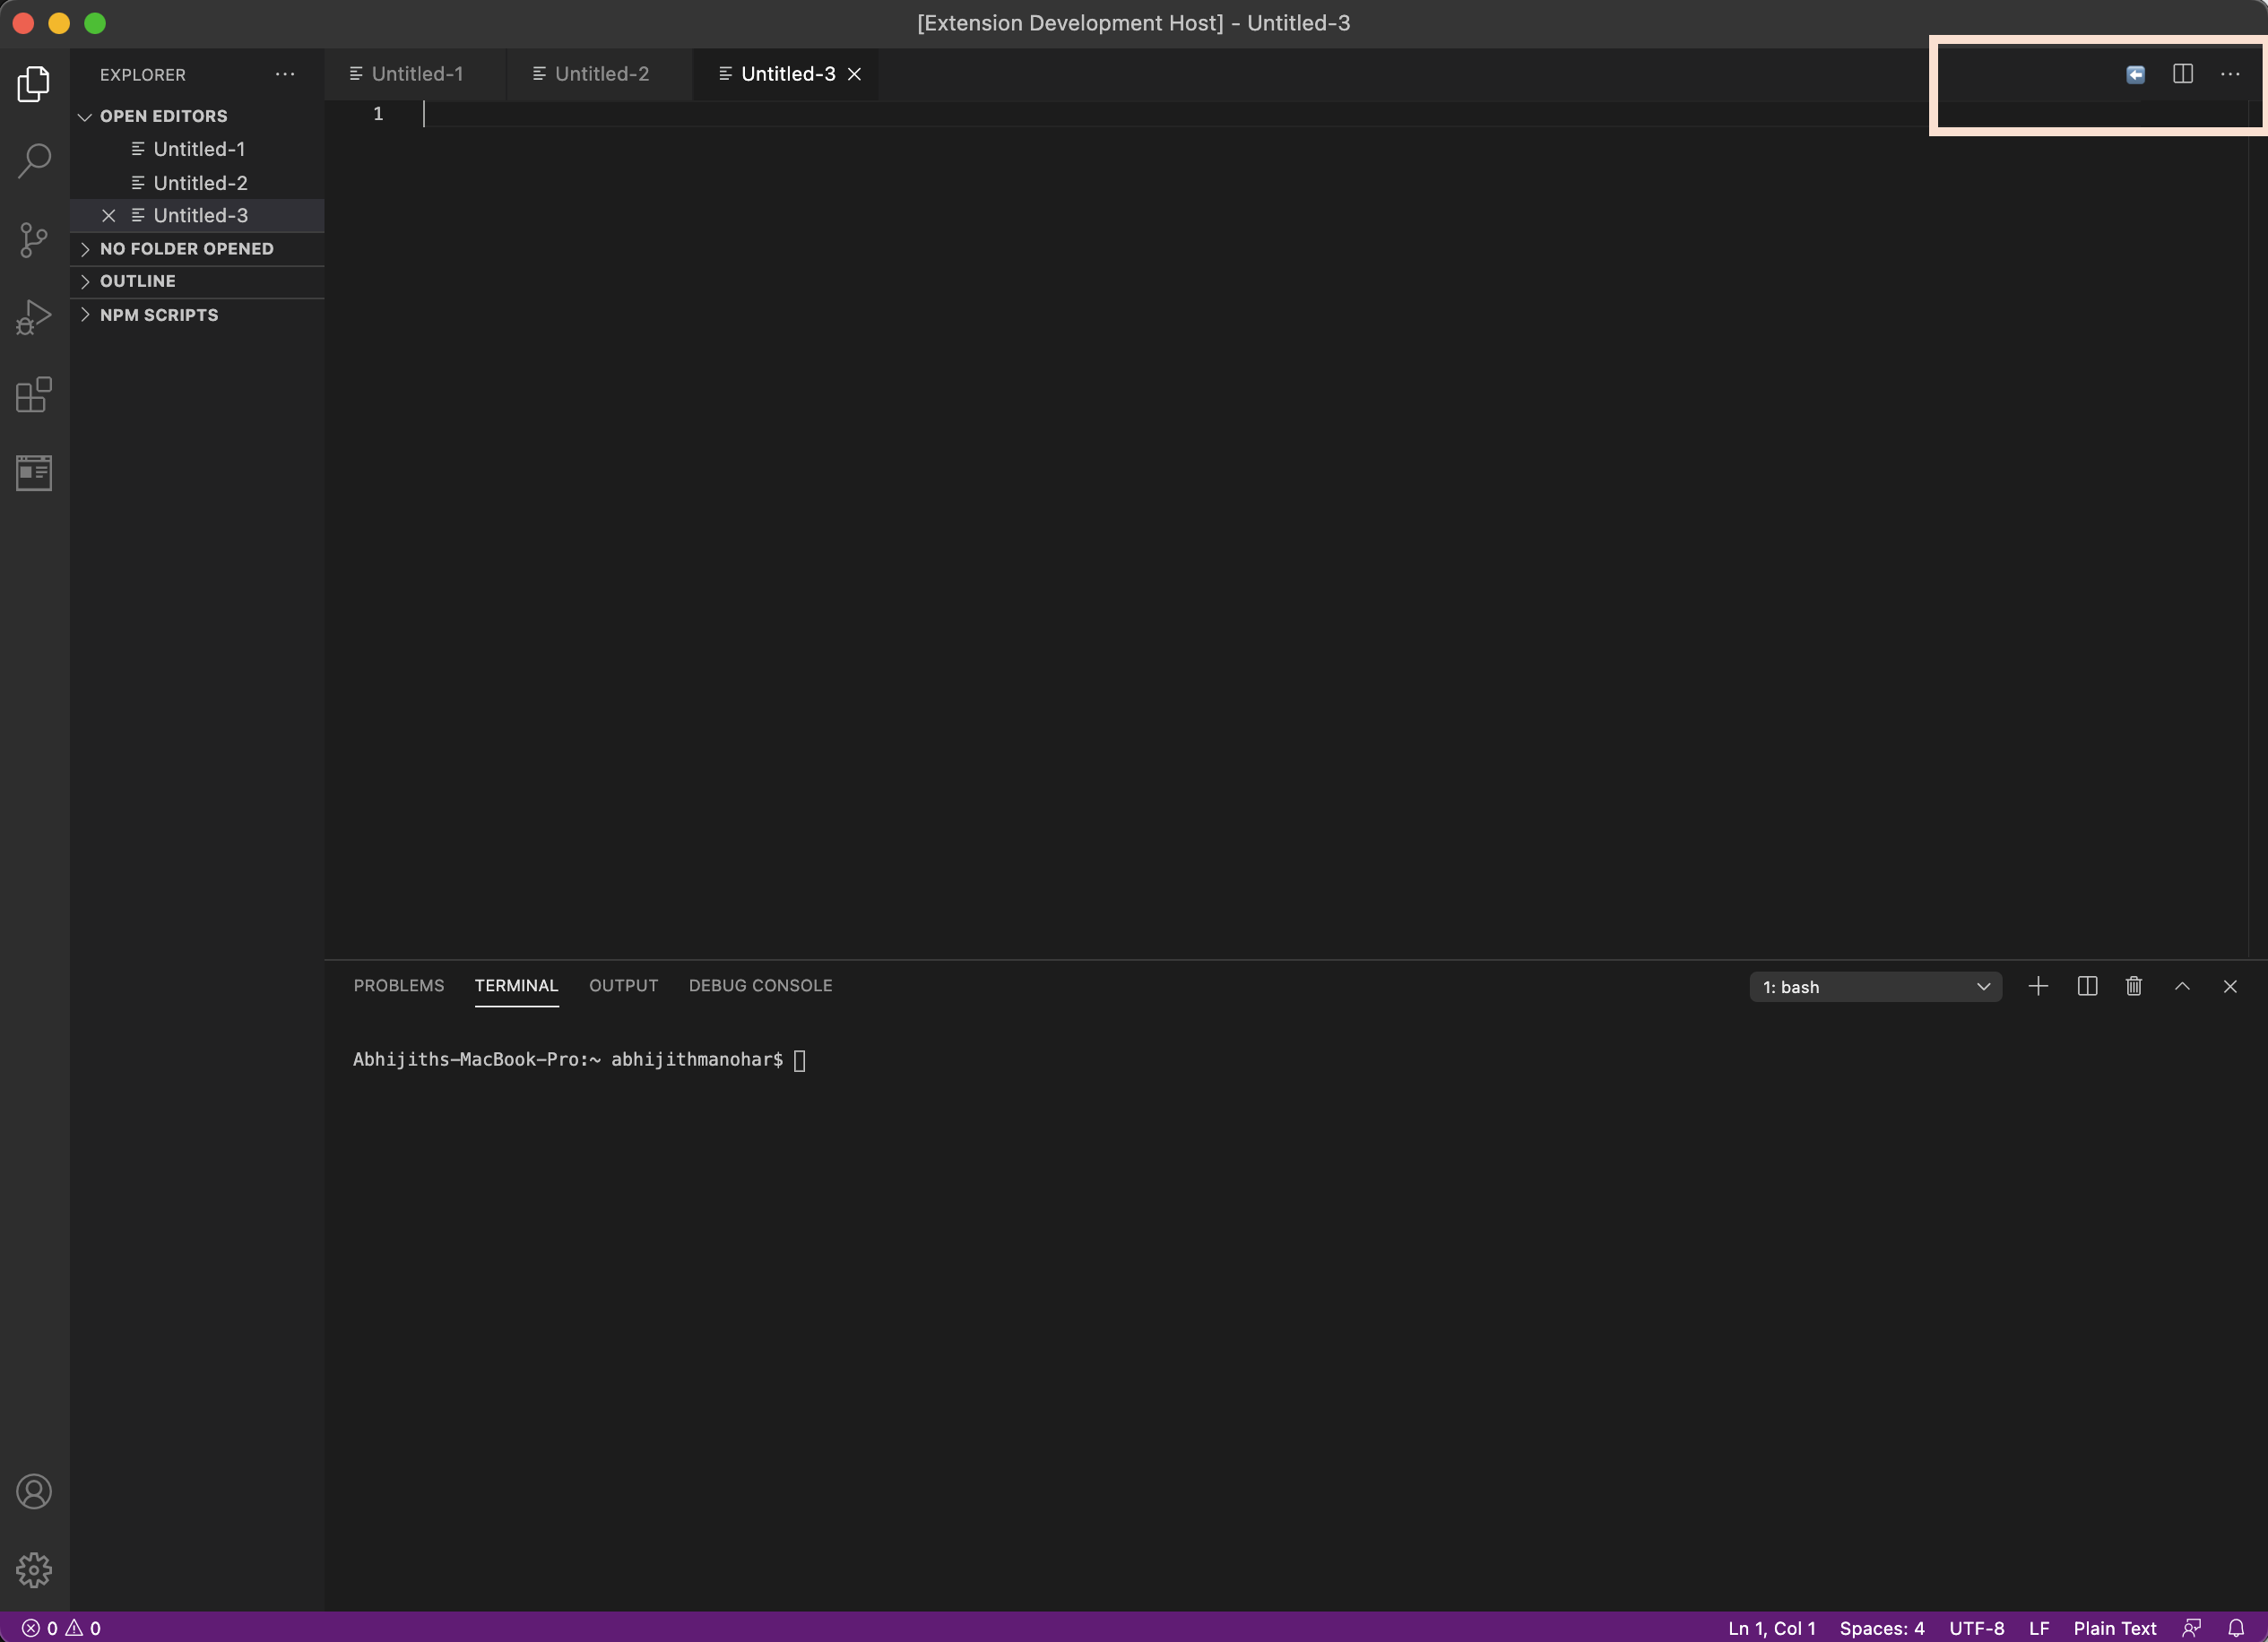 [Extension Development Host] - Untitled-3
EXPLORER
Untitled-1 Untitled-2 Untitled-3
OPEN EDITORS
Untitled-1
Untitled-2
Untitled-3
NO FOLDER OPENED
OUTLINE
NPM SCRIPTS
1
PROBLEMS TERMINAL OUTPUT DEBUG CONSOLE 1: bash
Abhijiths-MacBook-Pro:~ abhijithmanohar$
0 0 Ln 1, Col 1 Spaces: 4 UTF-8 LF Plain Text